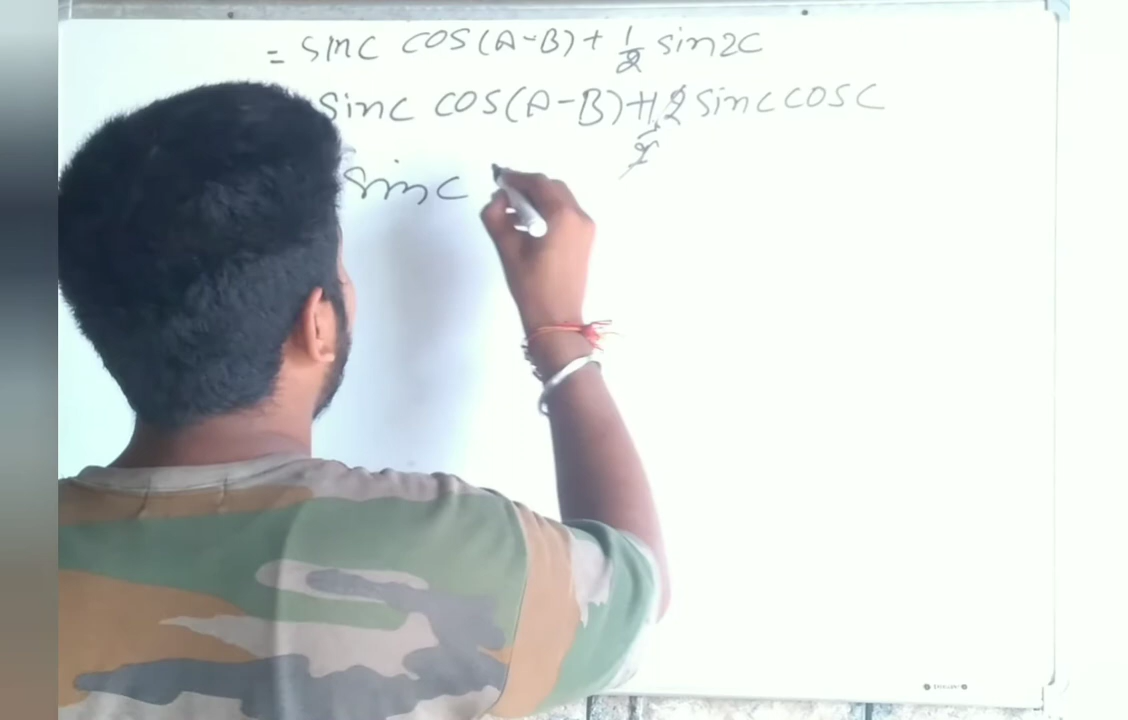 = sinc cos(A-B)+ 1/2 sin2C
sinc cos(A-B)+1/2 2 sinc cosc
sinc